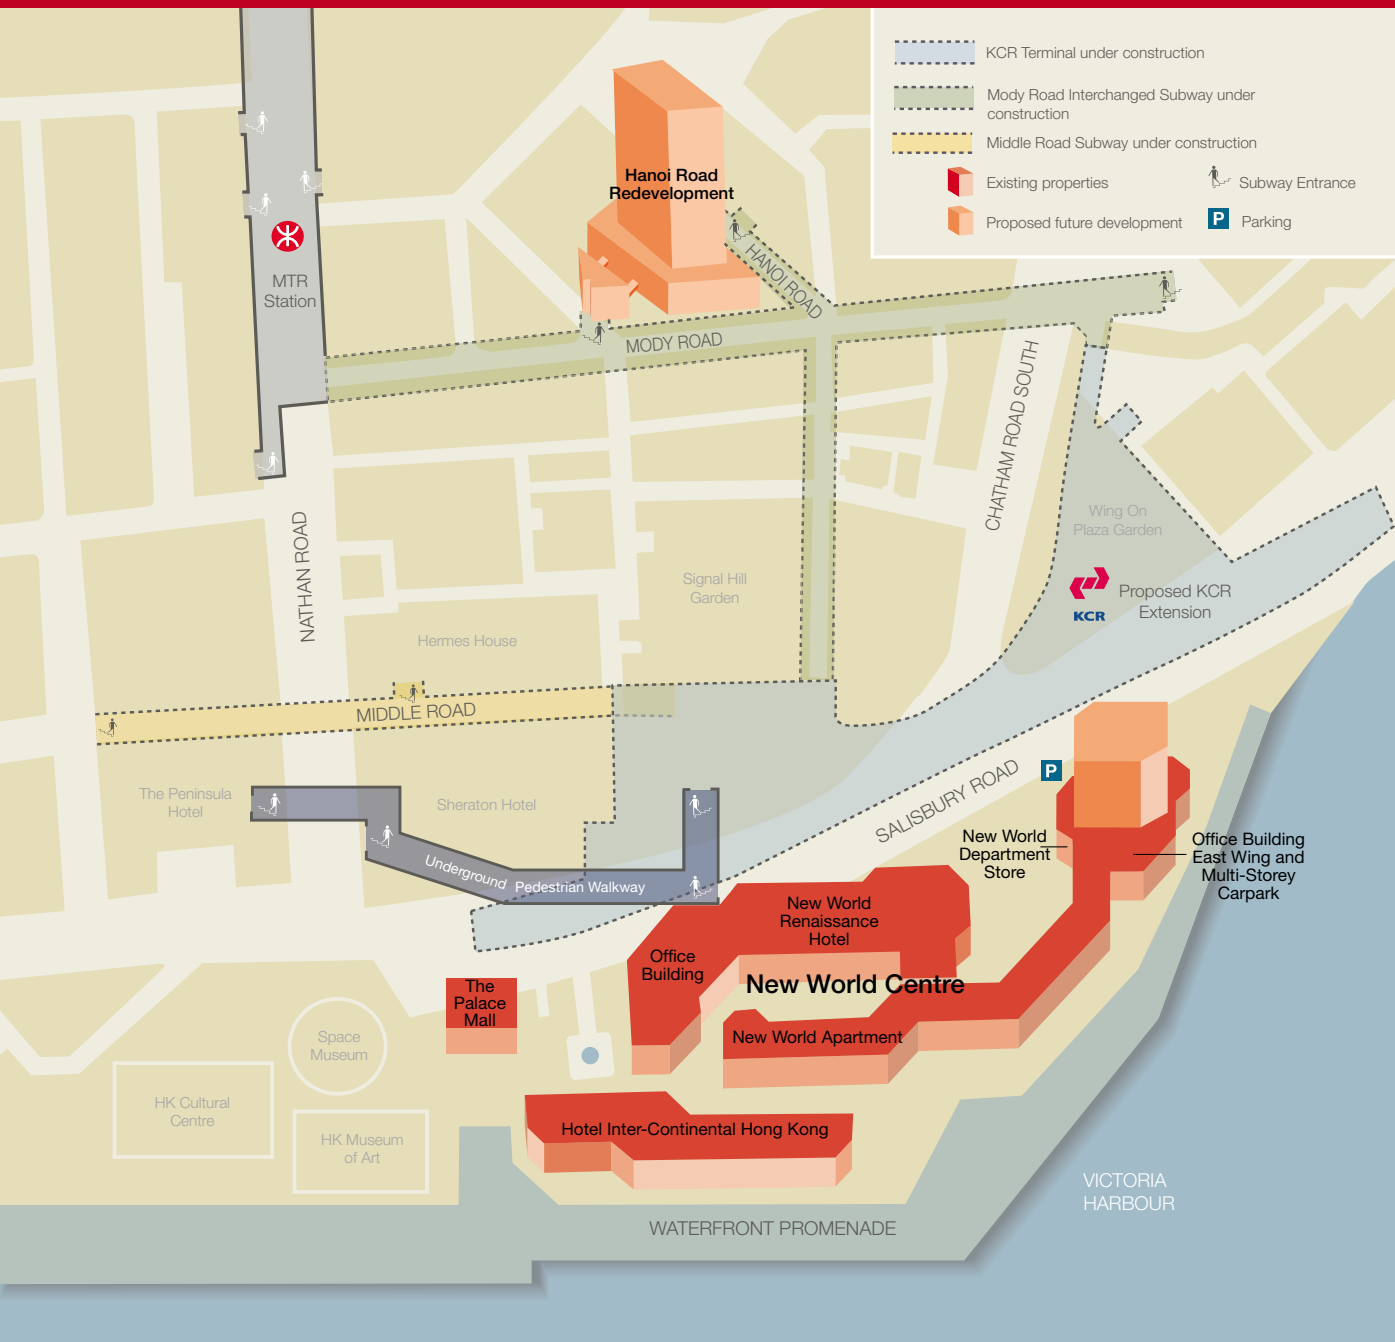 KCR Terminal under construction
Mody Road Interchanged Subway under
construction
Middle Road Subway under construction
Existing properties
Subway Entrance
Proposed future development
P
Parking
Hanoi Road
Redevelopment
HANOI ROAD
MTR
Station
MODY ROAD
CHATHAM ROAD SOUTH
NATHAN ROAD
Wing On
Plaza Garden
Signal Hill
Garden
KCR
Proposed KCR
Extension
Hermes House
MIDDLE ROAD
The Peninsula
Hotel
Sheraton Hotel
P
SALISBURY ROAD
New World
Department
Store
Office Building
East Wing and
Multi-Storey
Carpark
Underground
Pedestrian Walkway
New World
Renaissance
Hotel
Office
Building
New World Centre
The
Palace
Mall
New World Apartment
Space
Museum
HK Cultural
Centre
HK Museum
of Art
Hotel Inter-Continental Hong Kong
VICTORIA
HARBOUR
WATERFRONT PROMENADE